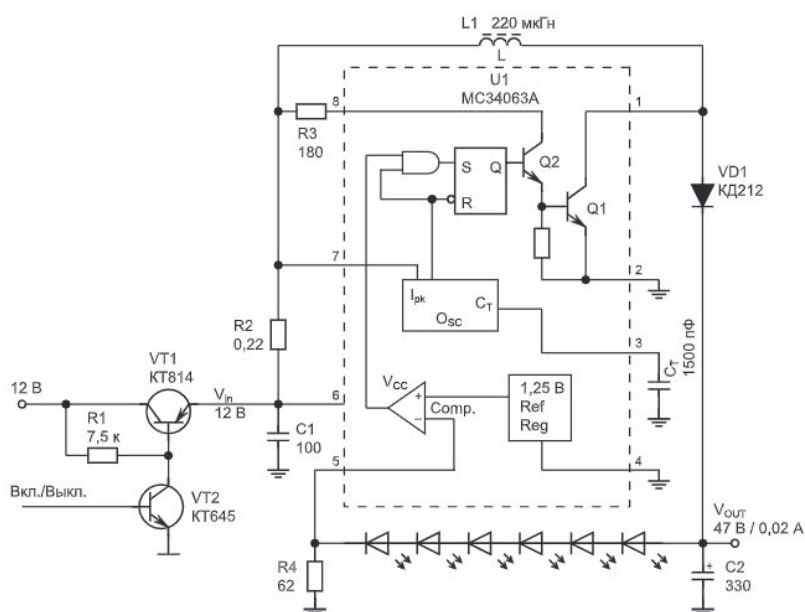 L1 220 мкГн
L
U1
MC34063A
8
1
R3
180
S
Q
R
Q2
Q1
VD1
КД212
7
2
Ipk
CT
OSC
R2
0,22
3
CT
1500 пФ
VT1
КТ814
12 В
Vin
12 В
6
VCC
+
−
Comp.
1,25 В
Ref
Reg
R1
7,5 к
C1
100
5
4
Вкл./Выкл.
VT2
КТ645
VOUT
47 В / 0,02 А
R4
62
+
C2
330